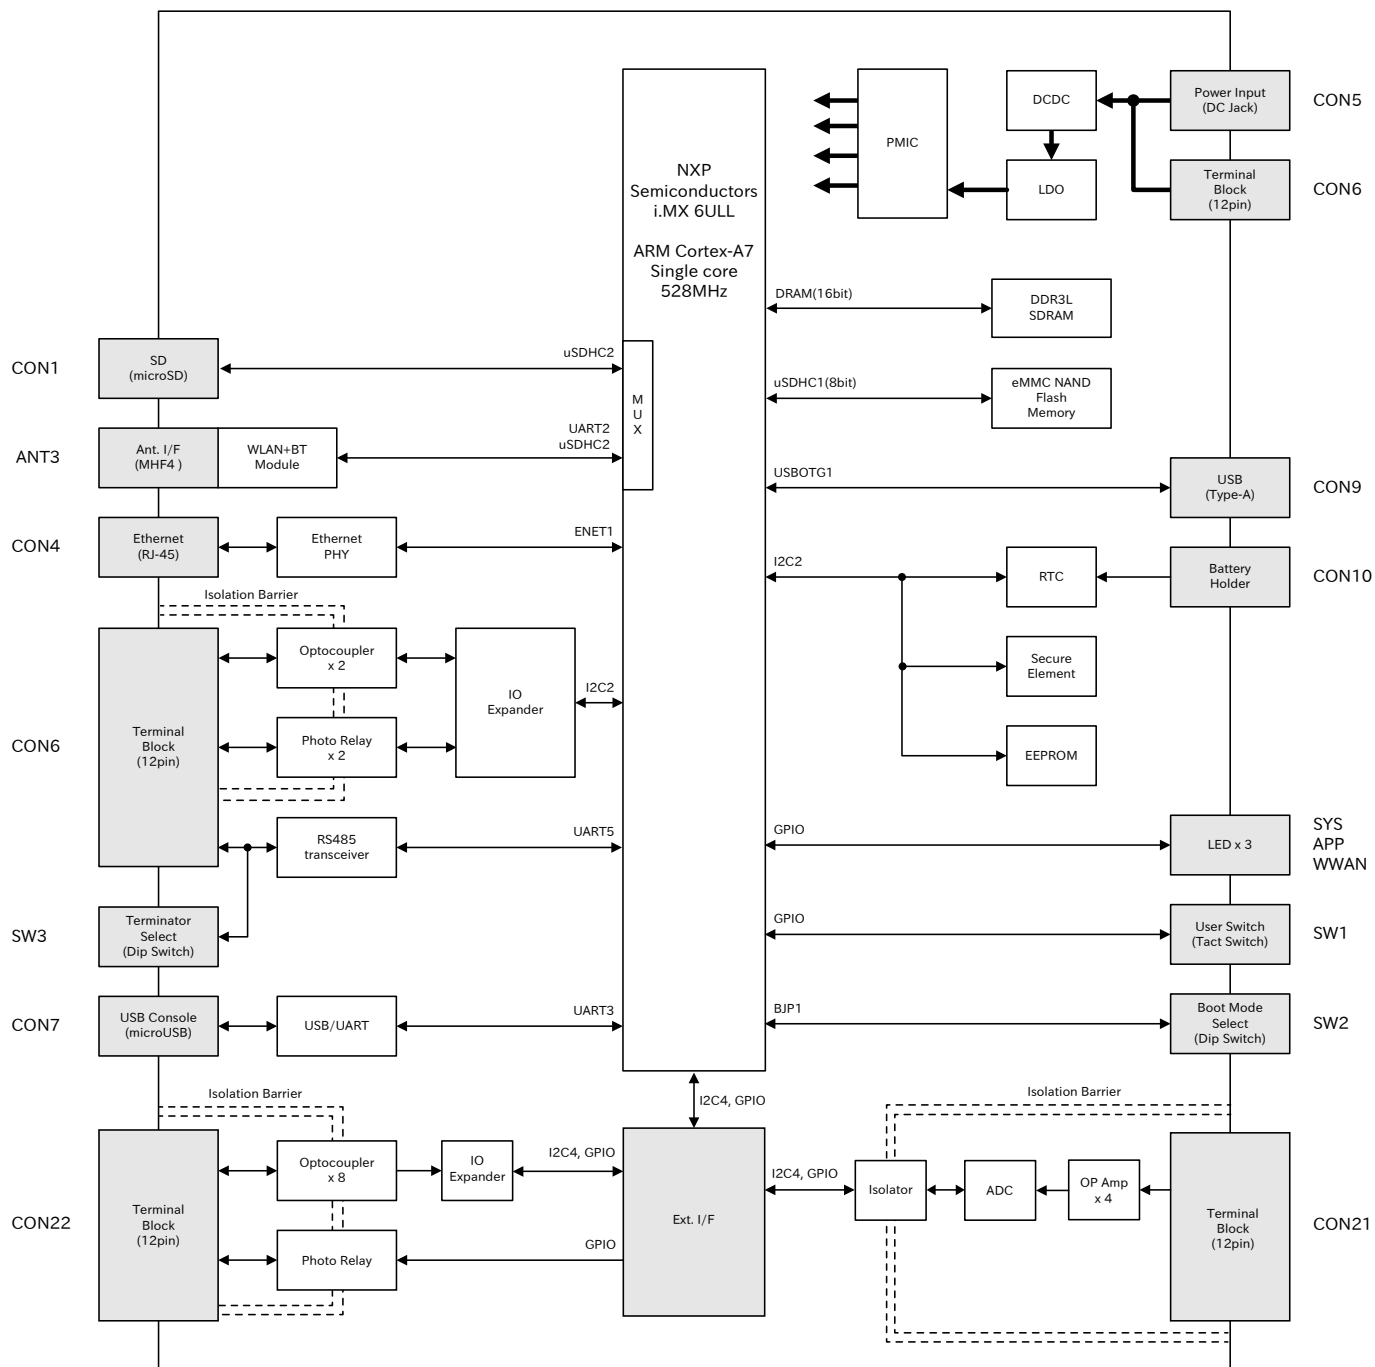 NXP
Semiconductors
i.MX 6ULL
ARM Cortex-A7
Single core
528MHz
PMIC
DCDC
LDO
Power Input
(DC Jack)
CON5
Terminal
Block
(12pin)
CON6
DRAM(16bit)
DDR3L
SDRAM
CON1
SD
(microSD)
uSDHC2
M
U
X
uSDHC1(8bit)
eMMC NAND
Flash
Memory
ANT3
Ant. I/F
(MHF4 )
WLAN+BT
Module
UART2
uSDHC2
USBOTG1
USB
(Type-A)
CON9
CON4
Ethernet
(RJ-45)
Ethernet
PHY
ENET1
I2C2
RTC
Battery
Holder
CON10
Isolation Barrier
CON6
Terminal
Block
(12pin)
Optocoupler
x 2
Photo Relay
x 2
IO
Expander
I2C2
Secure
Element
EEPROM
RS485
transceiver
UART5
GPIO
LED x 3
SYS
APP
WWAN
SW3
Terminator
Select
(Dip Switch)
GPIO
User Switch
(Tact Switch)
SW1
CON7
USB Console
(microUSB)
USB/UART
UART3
BJP1
Boot Mode
Select
(Dip Switch)
SW2
I2C4, GPIO
Isolation Barrier
CON22
Terminal
Block
(12pin)
Optocoupler
x 8
IO
Expander
I2C4, GPIO
Photo Relay
GPIO
Ext. I/F
Isolation Barrier
I2C4, GPIO
Isolator
ADC
OP Amp
x 4
Terminal
Block
(12pin)
CON21